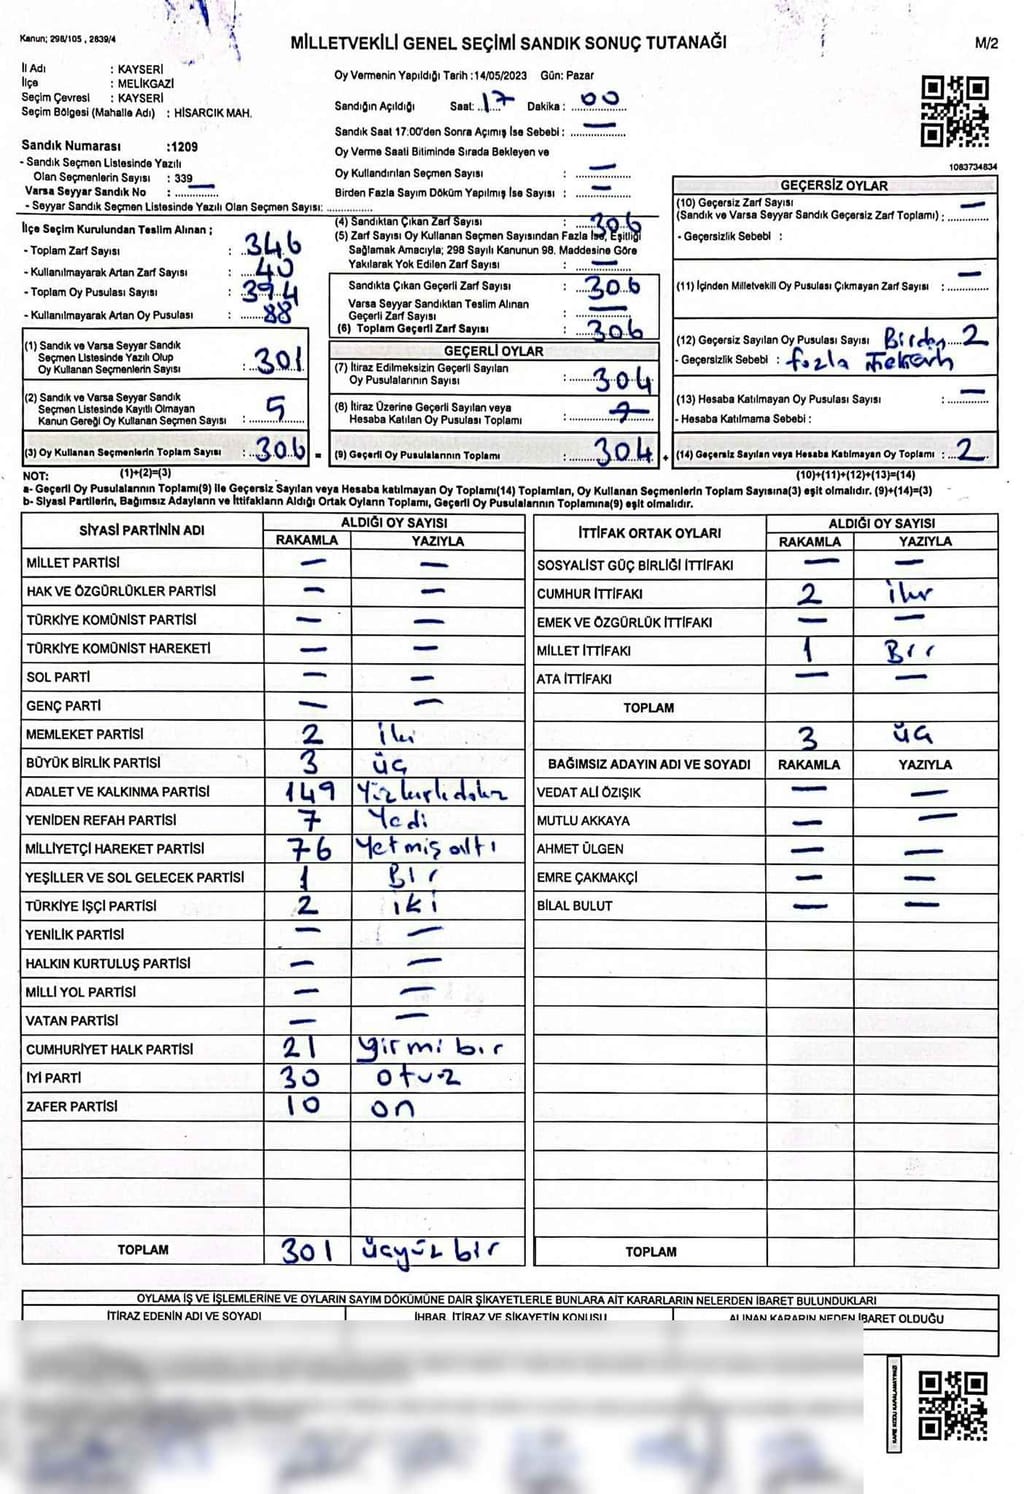 Kanun; 298/105 , 2839/4
MİLLETVEKİLİ GENEL SEÇİMİ SANDIK SONUÇ TUTANAĞI
M/2
İl Adı : KAYSERİ
İlçe : MELİKGAZİ
Seçim Çevresi : KAYSERİ
Seçim Bölgesi (Mahalle Adı) : HİSARCIK MAH.
Oy Vermenin Yapıldığı Tarih :14/05/2023 Gün: Pazar
Sandığın Açıldığı Saat: 17 Dakika : 00
Sandık Saat 17:00'den Sonra Açımış İse Sebebi : —
Oy Verme Saati Bitiminde Sırada Bekleyen ve
Oy Kullandırılan Seçmen Sayısı : —
Birden Fazla Sayım Döküm Yapılmış İse Sayısı : —
1083734834
Sandık Numarası :1209
- Sandık Seçmen Listesinde Yazılı
Olan Seçmenlerin Sayısı : 339
Varsa Seyyar Sandık No : —
- Seyyar Sandık Seçmen Listesinde Yazılı Olan Seçmen Sayısı:
İlçe Seçim Kurulundan Teslim Alınan ;
- Toplam Zarf Sayısı : 346
- Kullanılmayarak Artan Zarf Sayısı : 40
- Toplam Oy Pusulası Sayısı : 394
- Kullanılmayarak Artan Oy Pusulası : 88
(1) Sandık ve Varsa Seyyar Sandık
Seçmen Listesinde Yazılı Olup
Oy Kullanan Seçmenlerin Sayısı : 301
(2) Sandık ve Varsa Seyyar Sandık
Seçmen Listesinde Kayıtlı Olmayan
Kanun Gereği Oy Kullanan Seçmen Sayısı : 5
(3) Oy Kullanan Seçmenlerin Toplam Sayısı : 306 =
(4) Sandıktan Çıkan Zarf Sayısı : 306
(5) Zarf Sayısı Oy Kullanan Seçmen Sayısından Fazla İse, Eşitliği
Sağlamak Amacıyla; 298 Sayılı Kanunun 98. Maddesine Göre
Yakılarak Yok Edilen Zarf Sayısı : —
Sandıkta Çıkan Geçerli Zarf Sayısı : 306
Varsa Seyyar Sandıktan Teslim Alınan
Geçerli Zarf Sayısı : —
(6) Toplam Geçerli Zarf Sayısı : 306
GEÇERLİ OYLAR
(7) İtiraz Edilmeksizin Geçerli Sayılan
Oy Pusulalarının Sayısı : 304
(8) İtiraz Üzerine Geçerli Sayılan veya
Hesaba Katılan Oy Pusulası Toplamı :
(9) Geçerli Oy Pusulalarının Toplamı : 304 +
GEÇERSİZ OYLAR
(10) Geçersiz Zarf Sayısı —
(Sandık ve Varsa Seyyar Sandık Geçersiz Zarf Toplamı) :
- Geçersizlik Sebebi :
(11) İçinden Milletvekili Oy Pusulası Çıkmayan Zarf Sayısı : —
(12) Geçersiz Sayılan Oy Pusulası Sayısı : 2
- Geçersizlik Sebebi : Birden fazla
(13) Hesaba Katılmayan Oy Pusulası Sayısı : —
- Hesaba Katılmama Sebebi :
(14) Geçersiz Sayılan veya Hesaba Katılmayan Oy Toplamı : 2
NOT: (1)+(2)=(3) (10)+(11)+(12)+(13)=(14)
a- Geçerli Oy Pusulalarının Toplamı(9) ile Geçersiz Sayılan veya Hesaba katılmayan Oy Toplamı(14) Toplamları, Oy Kullanan Seçmenlerin Toplam Sayısına(3) eşit olmalıdır. (9)+(14)=(3)
b- Siyasi Partilerin, Bağımsız Adayların ve İttifakların Aldığı Ortak Oyların Toplamı, Geçerli Oy Pusulalarının Toplamına(9) eşit olmalıdır.
SİYASİ PARTİNİN ADI ALDIĞI OY SAYISI
RAKAMLA YAZIYLA
MİLLET PARTİSİ — —
HAK VE ÖZGÜRLÜKLER PARTİSİ — —
TÜRKİYE KOMÜNİST PARTİSİ — —
TÜRKİYE KOMÜNİST HAREKETİ — —
SOL PARTİ — —
GENÇ PARTİ — —
MEMLEKET PARTİSİ 2 iki
BÜYÜK BİRLİK PARTİSİ 3 üç
ADALET VE KALKINMA PARTİSİ 149 Yüzkırkdokuz
YENİDEN REFAH PARTİSİ 7 Yedi
MİLLİYETÇİ HAREKET PARTİSİ 76 Yetmişaltı
YEŞİLLER VE SOL GELECEK PARTİSİ 1 Bir
TÜRKİYE İŞÇİ PARTİSİ 2 iki
YENİLİK PARTİSİ — —
HALKIN KURTULUŞ PARTİSİ — —
MİLLİ YOL PARTİSİ — —
VATAN PARTİSİ — —
CUMHURİYET HALK PARTİSİ 21 yirmi bir
İYİ PARTİ 30 otuz
ZAFER PARTİSİ 10 on
TOPLAM 301 üçyüz bir
İTTİFAK ORTAK OYLARI ALDIĞI OY SAYISI
RAKAMLA YAZIYLA
SOSYALİST GÜÇ BİRLİĞİ İTTİFAKI — —
CUMHUR İTTİFAKI 2 iki
EMEK VE ÖZGÜRLÜK İTTİFAKI — —
MİLLET İTTİFAKI 1 Bir
ATA İTTİFAKI — —
TOPLAM
3 üç
BAĞIMSIZ ADAYIN ADI VE SOYADI RAKAMLA YAZIYLA
VEDAT ALİ ÖZIŞIK — —
MUTLU AKKAYA — —
AHMET ÜLGEN — —
EMRE ÇAKMAKÇİ — —
BİLAL BULUT — —
TOPLAM
OYLAMA İŞ VE İŞLEMLERİNE VE OYLARIN SAYIM DÖKÜMÜNE DAİR ŞİKAYETLERLE BUNLARA AİT KARARLARIN NELERDEN İBARET BULUNDUKLARI
İTİRAZ EDENİN ADI VE SOYADI İHBAR, İTİRAZ VE ŞİKAYETİN KONUSU ALINAN KARARIN NEDEN İBARET OLDUĞU
KARE KODU KARALAMAYINIZ!